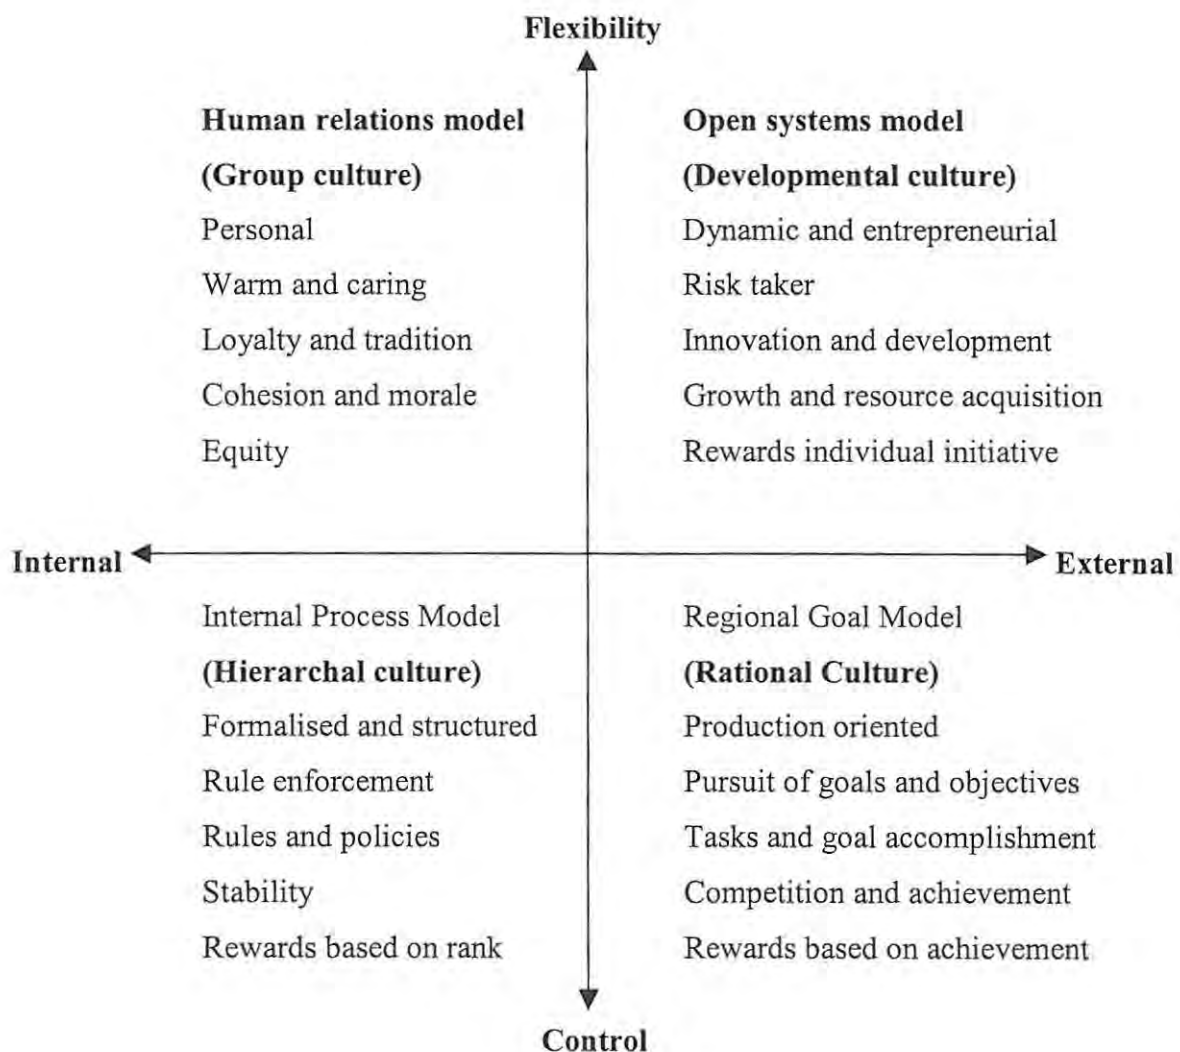 Flexibility
Human relations model
(Group culture)
Personal
Warm and caring
Loyalty and tradition
Cohesion and morale
Equity
Open systems model
(Developmental culture)
Dynamic and entrepreneurial
Risk taker
Innovation and development
Growth and resource acquisition
Rewards individual initiative
Internal
External
Internal Process Model
(Hierarchal culture)
Formalised and structured
Rule enforcement
Rules and policies
Stability
Rewards based on rank
Regional Goal Model
(Rational Culture)
Production oriented
Pursuit of goals and objectives
Tasks and goal accomplishment
Competition and achievement
Rewards based on achievement
Control